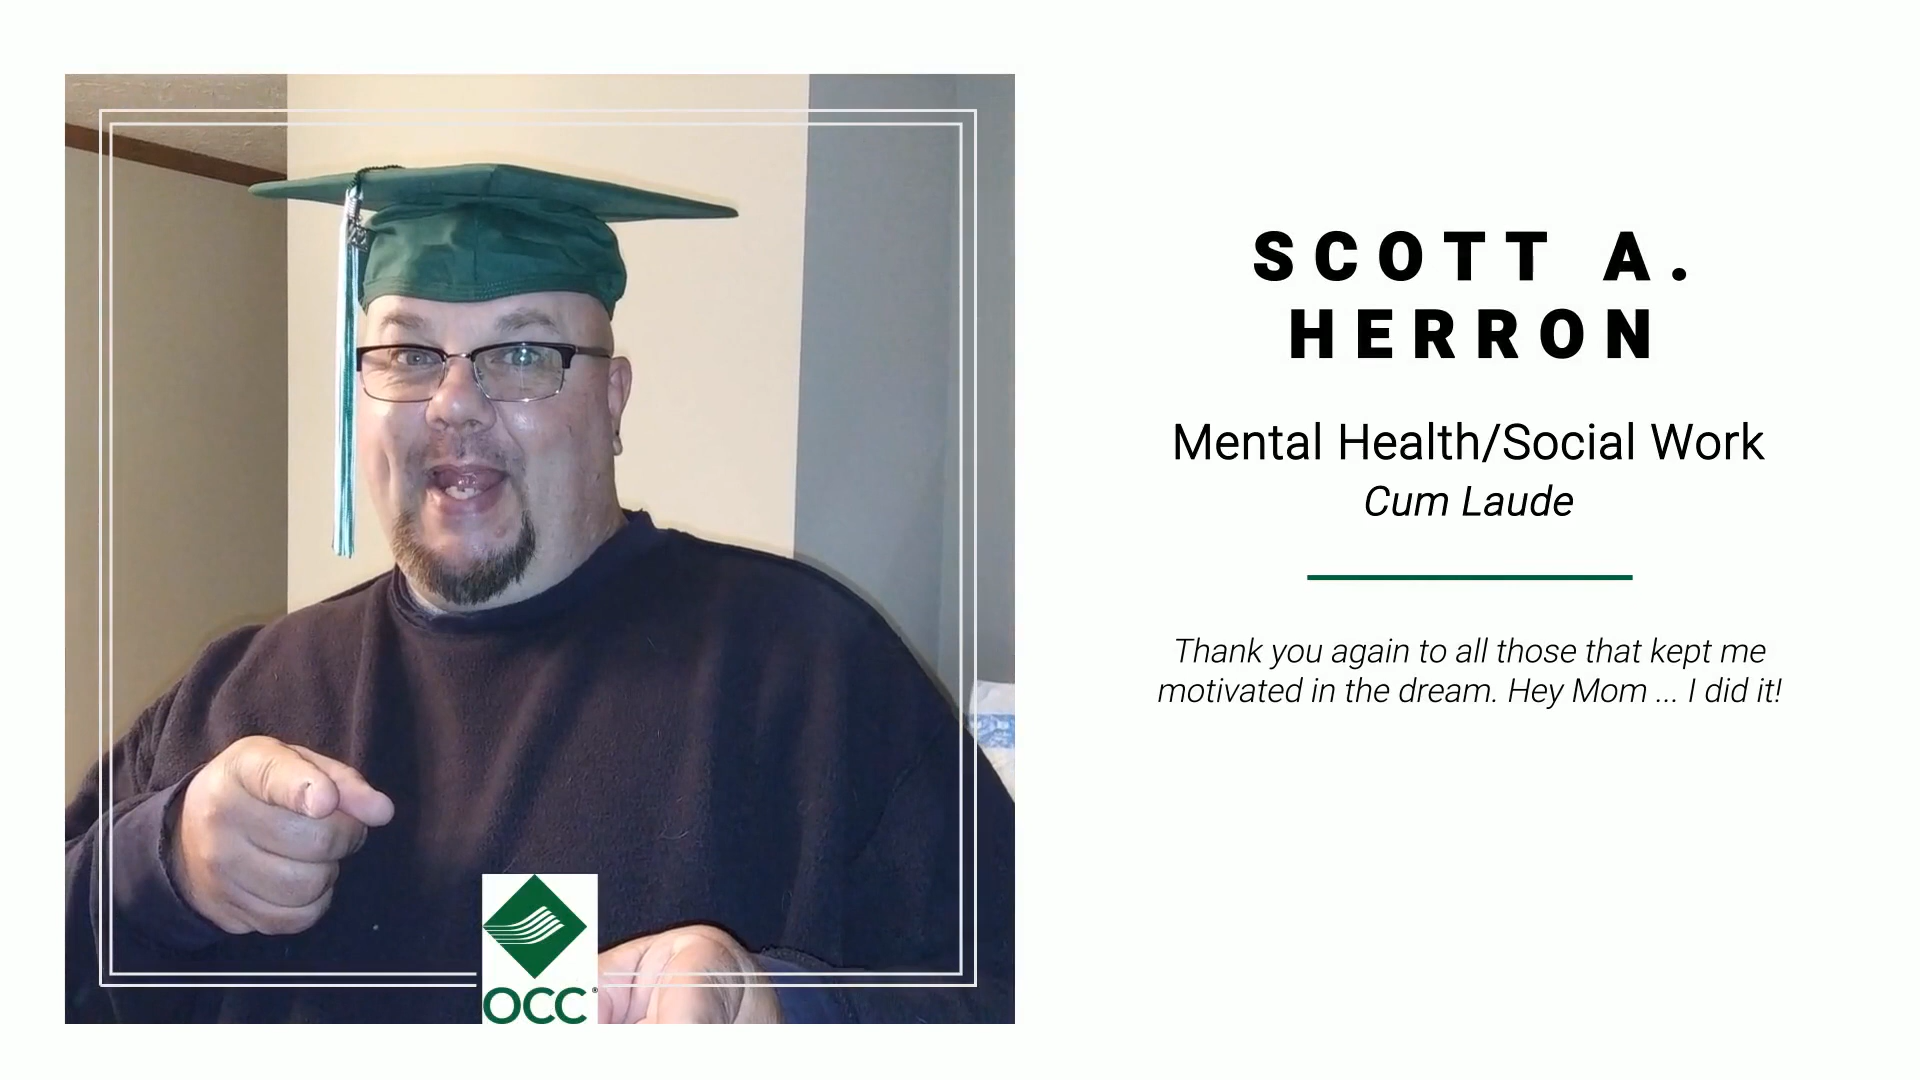 SCOTT A.
HERRON
Mental Health/Social Work
Cum Laude
Thank you again to all those that kept me
motivated in the dream. Hey Mom ... I did it!
OCC®